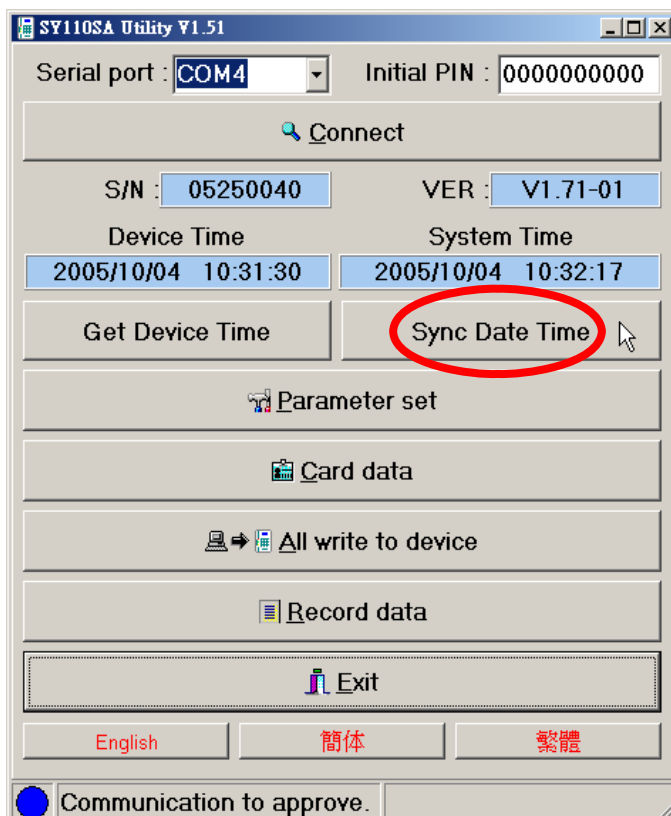 SY110SA Utility V1.51
Serial port : COM4 Initial PIN : 0000000000
Connect
S/N : 05250040 VER : V1.71-01
Device Time System Time
2005/10/04 10:31:30 2005/10/04 10:32:17
Get Device Time Sync Date Time
Parameter set
Card data
All write to device
Record data
Exit
English 簡体 繁體
Communication to approve.